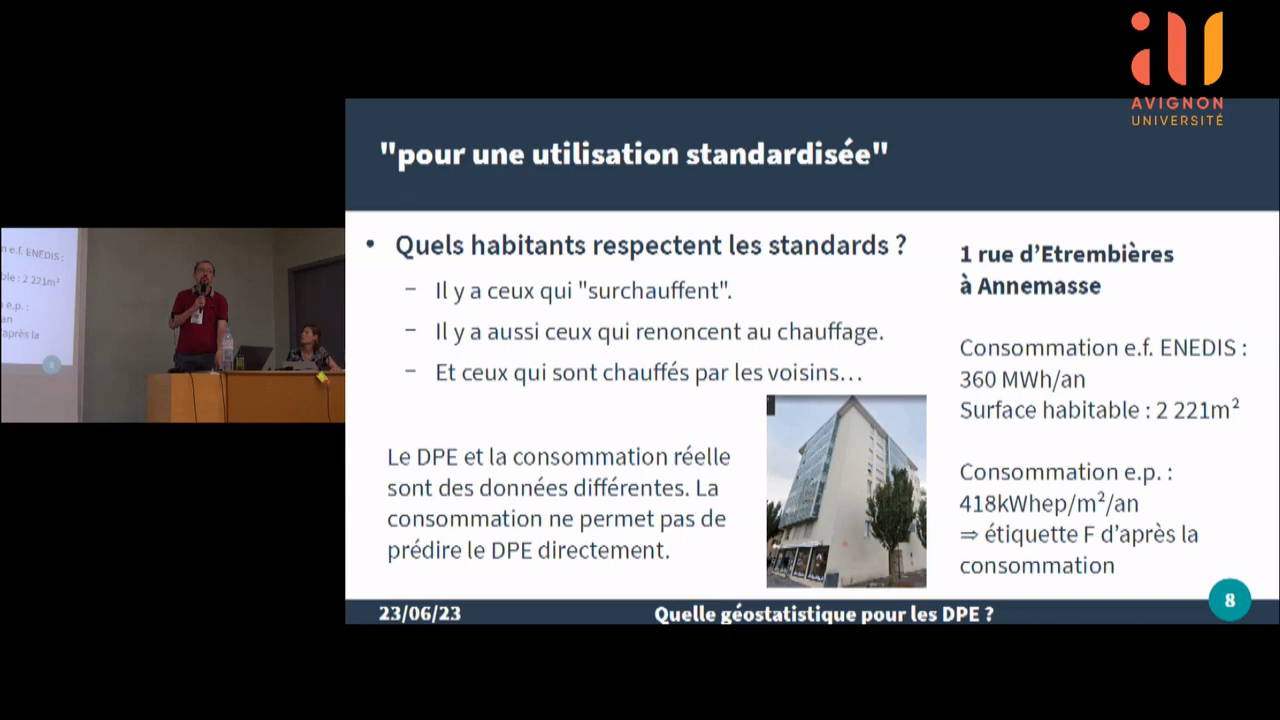 AVIGNON
UNIVERSITÉ
"pour une utilisation standardisée"
• Quels habitants respectent les standards ?
– Il y a ceux qui "surchauffent".
– Il y a aussi ceux qui renoncent au chauffage.
– Et ceux qui sont chauffés par les voisins…
Le DPE et la consommation réelle
sont des données différentes. La
consommation ne permet pas de
prédire le DPE directement.
1 rue d’Etrembières
à Annemasse
Consommation e.f. ENEDIS :
360 MWh/an
Surface habitable : 2 221m²
Consommation e.p. :
418kWhep/m²/an
⇒ étiquette F d’après la
consommation
23/06/23
Quelle géostatistique pour les DPE ?
8
n e.f. ENEDIS :
ble : 2 221m²
e.p. :
an
après la
8